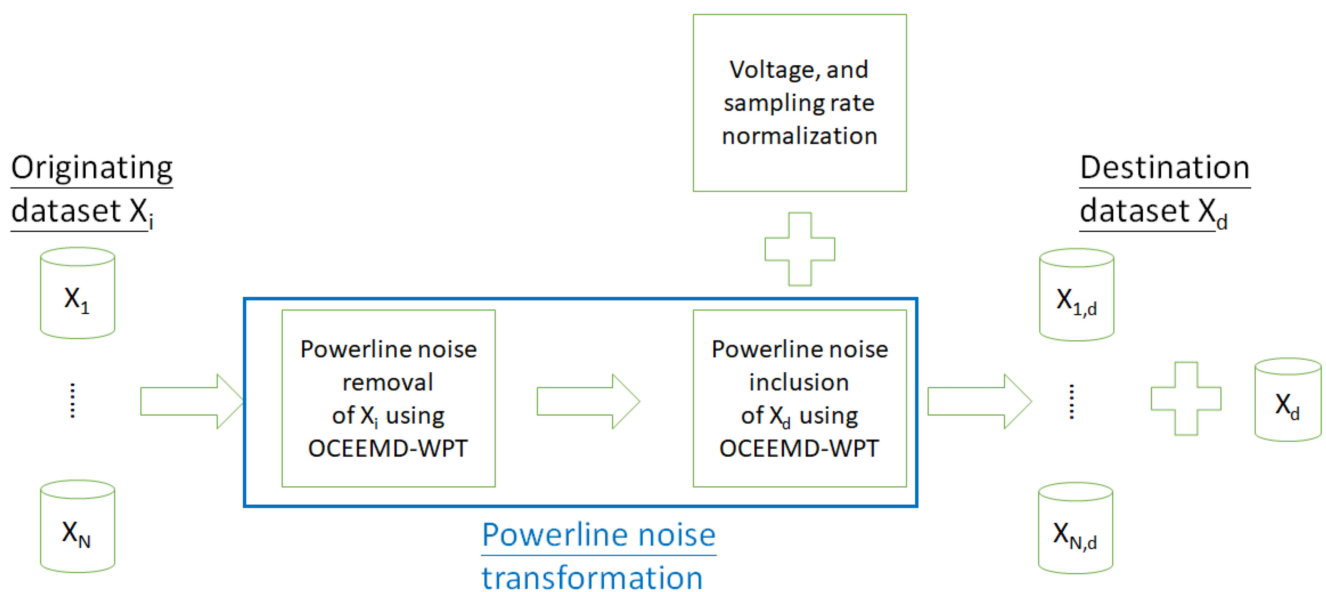 Originating
dataset Xi
X1
......
XN
Powerline noise
removal
of Xi using
OCEEMD-WPT
Voltage, and
sampling rate
normalization
Powerline noise
inclusion
of Xd using
OCEEMD-WPT
Powerline noise
transformation
Destination
dataset Xd
X1,d
......
XN,d
Xd